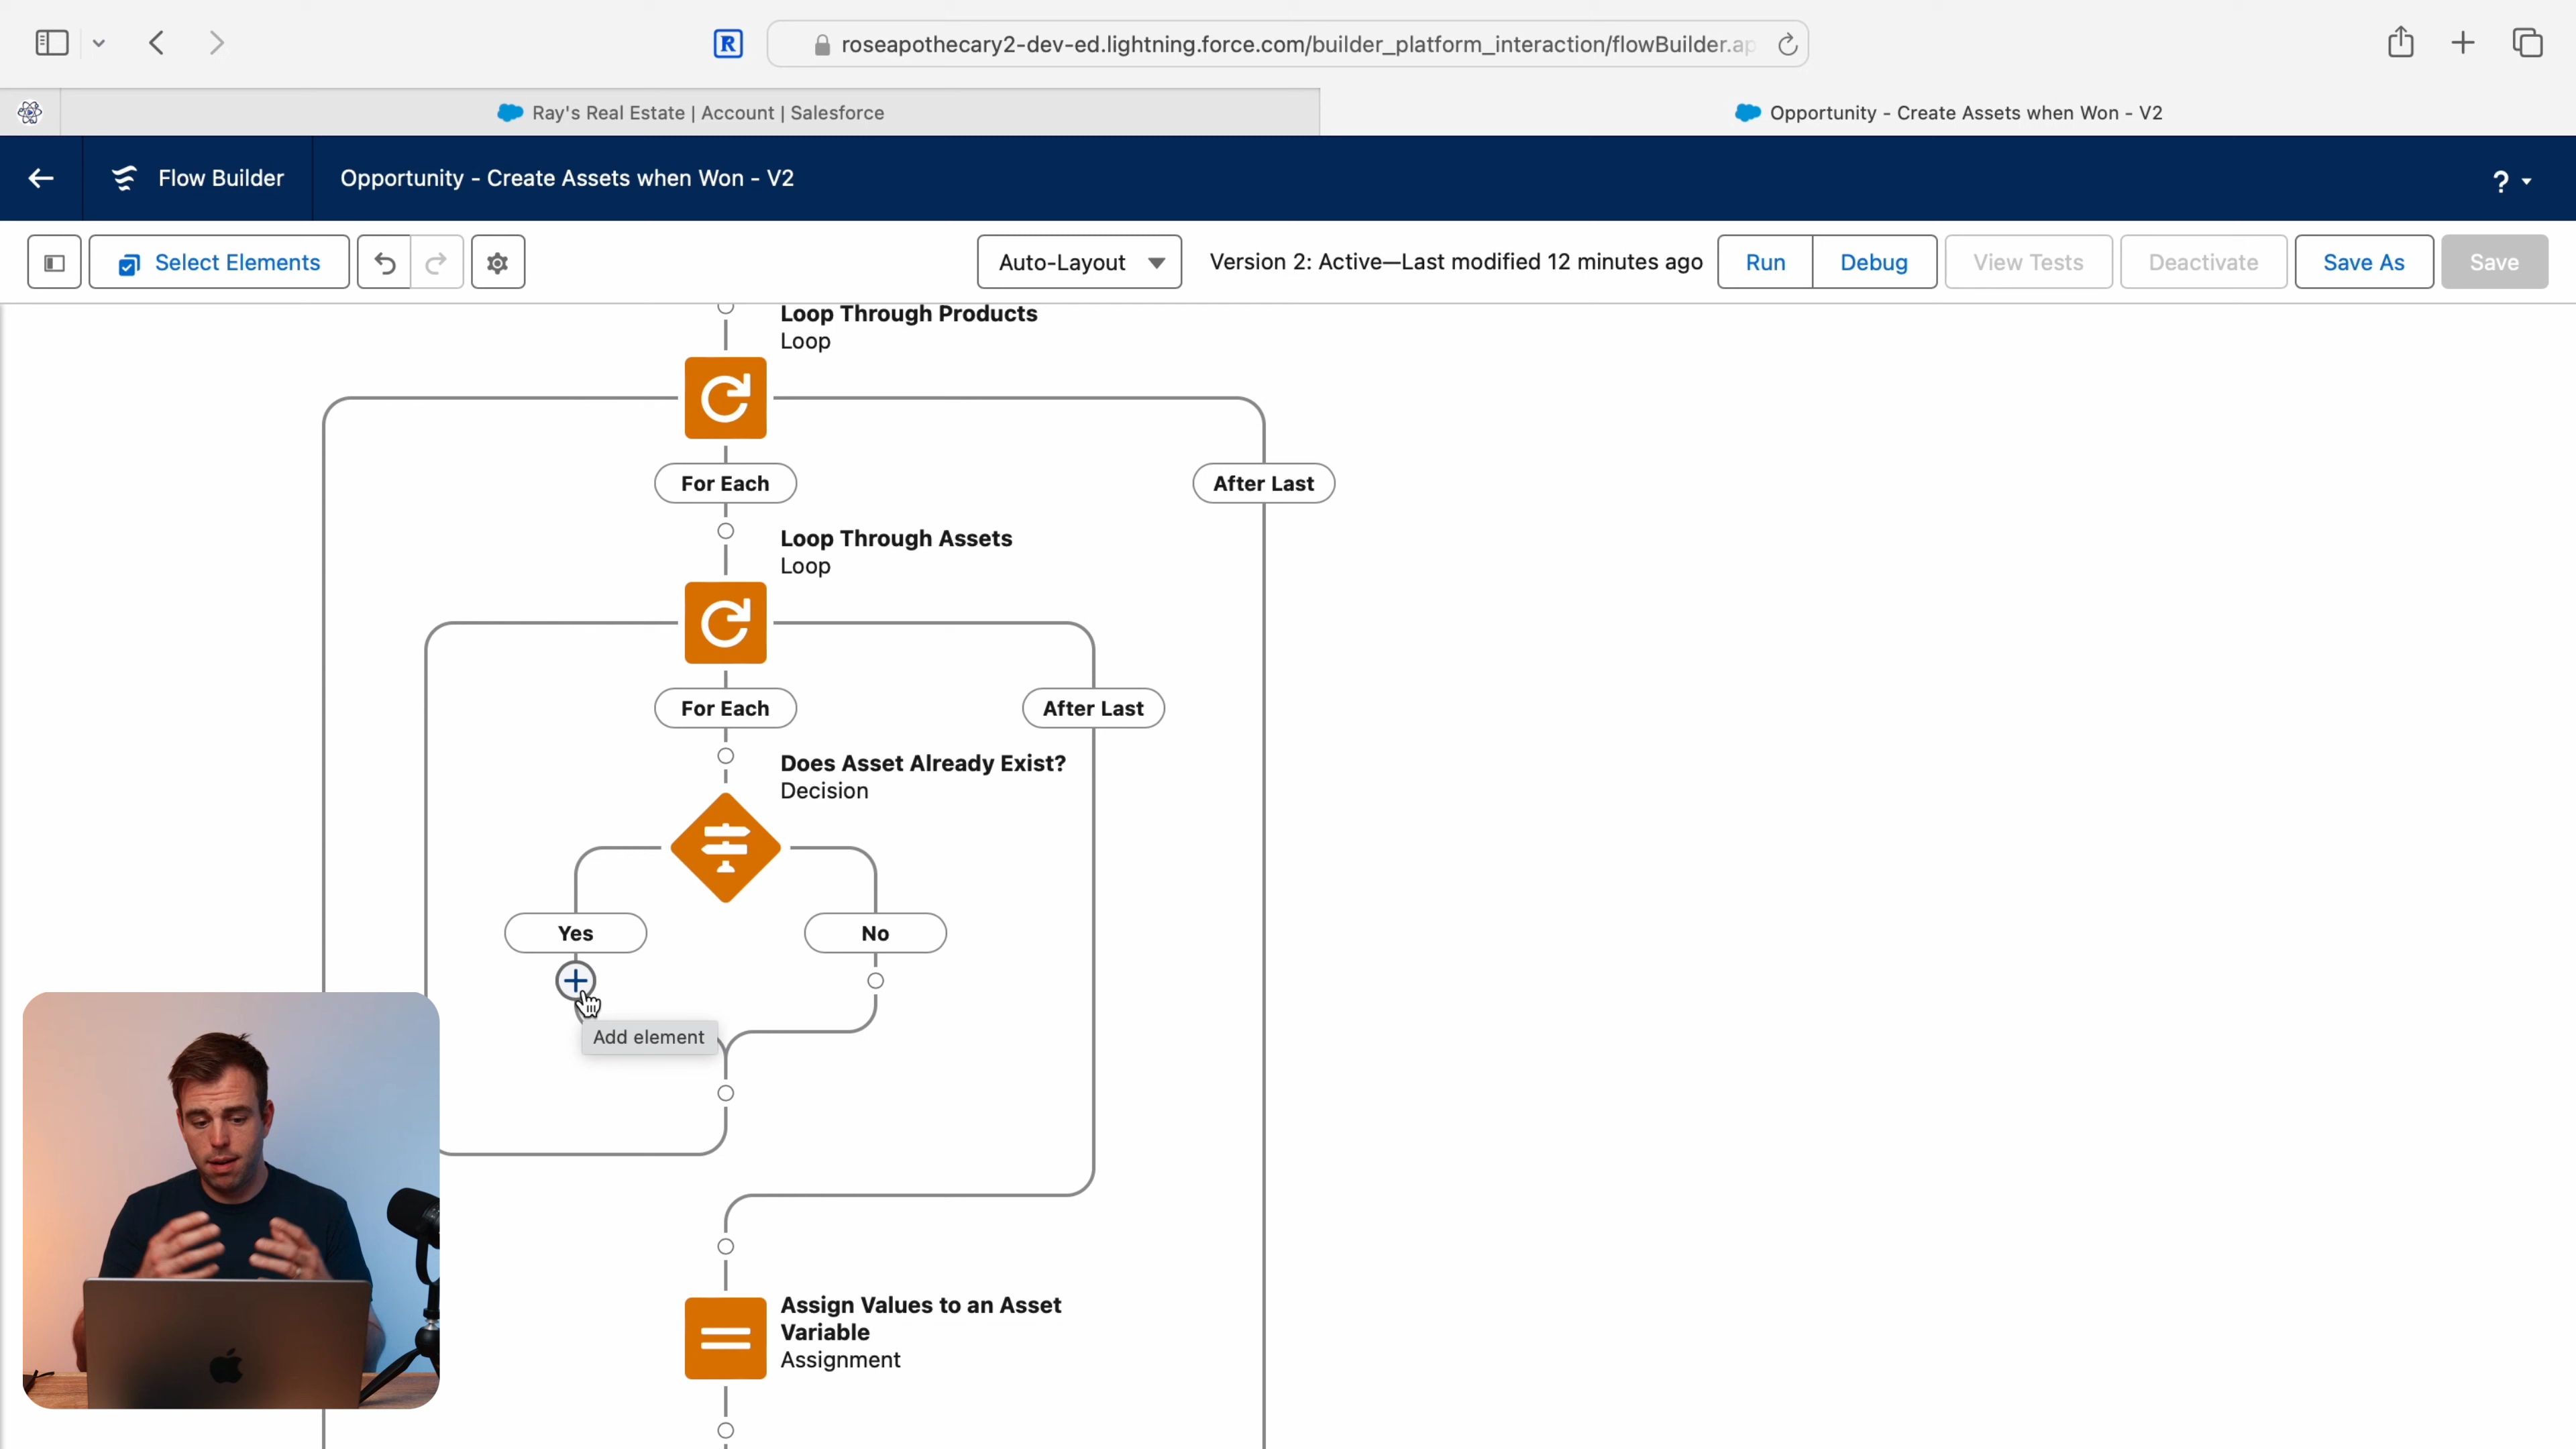 R
roseapothecary2-dev-ed.lightning.force.com/builder_platform_interaction/flowBuilder.ap
Ray's Real Estate | Account | Salesforce
Opportunity - Create Assets when Won - V2
Flow Builder
Opportunity - Create Assets when Won - V2
?
Select Elements
Auto-Layout
Version 2: Active—Last modified 12 minutes ago
Run
Debug
View Tests
Deactivate
Save As
Save
Loop Through Products
Loop
For Each
After Last
Loop Through Assets
Loop
For Each
After Last
Does Asset Already Exist?
Decision
Yes
No
Add element
Assign Values to an Asset
Variable
Assignment